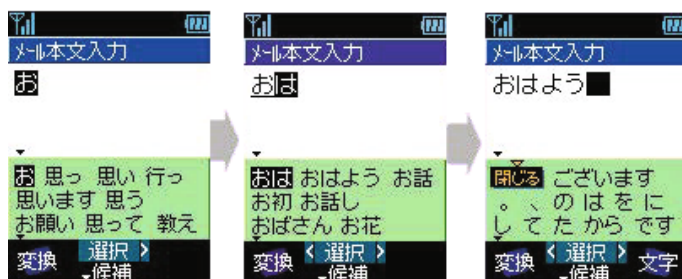 メール本文入力
お
お 思っ 思い 行っ
思います 思う
お願い 思って 教え
変換 選択
候補
メール本文入力
おは
おは おはよう お話
お初 お話し
おばさん お花
変換 選択
候補
メール本文入力
おはよう
閉じる ございます
。 、 の は を に
し て た から です
変換 選択 文字
候補